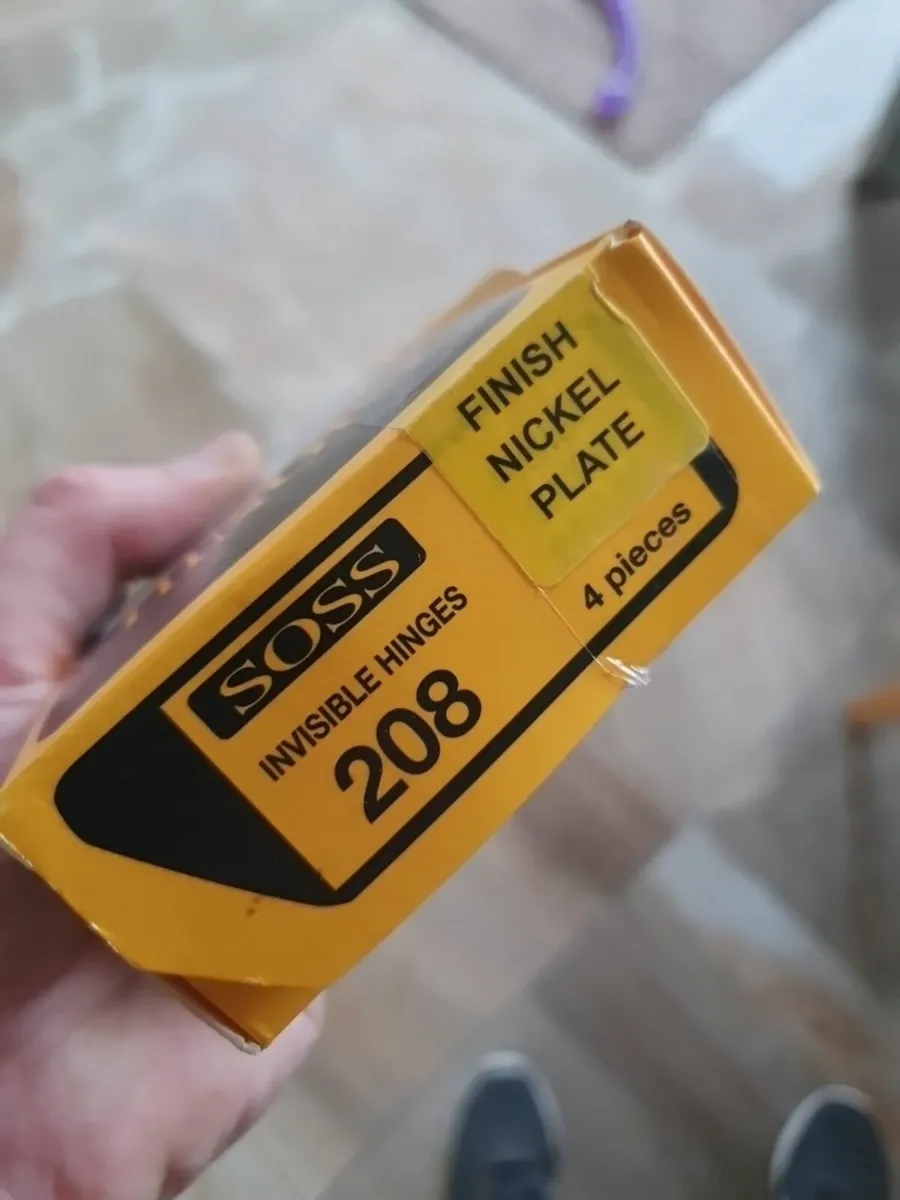 FINISH
NICKEL
PLATE
SOSS
INVISIBLE HINGES
208
4 pieces